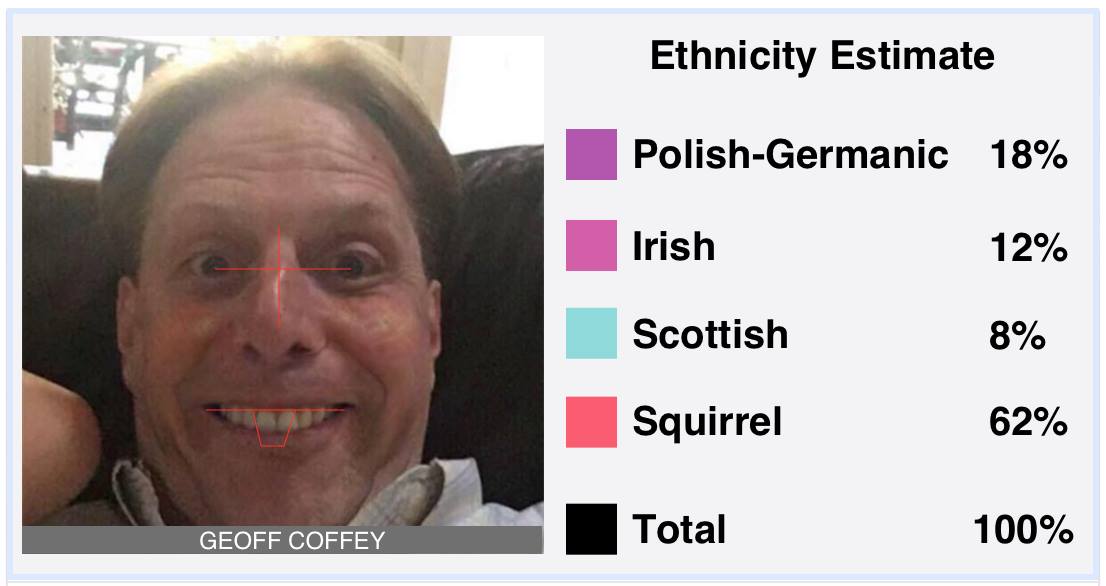 Ethnicity Estimate
Polish-Germanic 18%
Irish 12%
Scottish 8%
Squirrel 62%
Total 100%
GEOFF COFFEY